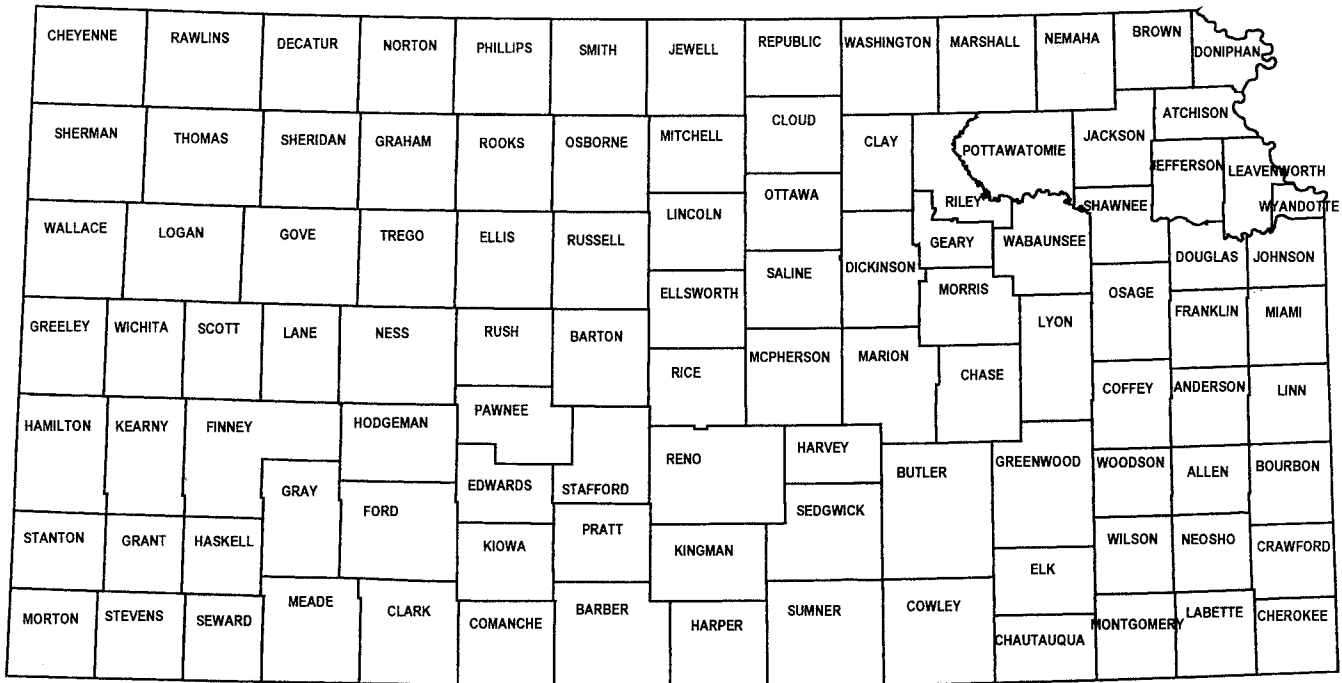 CHEYENNE
RAWLINS
DECATUR
NORTON
PHILLIPS
SMITH
JEWELL
REPUBLIC
WASHINGTON
MARSHALL
NEMAHA
BROWN
DONIPHAN
SHERMAN
THOMAS
SHERIDAN
GRAHAM
ROOKS
OSBORNE
MITCHELL
CLOUD
CLAY
POTTAWATOMIE
JACKSON
ATCHISON
JEFFERSON
LEAVENWORTH
WALLACE
LOGAN
GOVE
TREGO
ELLIS
RUSSELL
LINCOLN
OTTAWA
RILEY
SHAWNEE
WYANDOTTE
GEARY
WABAUNSEE
DOUGLAS
JOHNSON
ELLSWORTH
SALINE
DICKINSON
MORRIS
OSAGE
GREELEY
WICHITA
SCOTT
LANE
NESS
RUSH
BARTON
LYON
FRANKLIN
MIAMI
RICE
MCPHERSON
MARION
CHASE
COFFEY
ANDERSON
LINN
HAMILTON
KEARNY
FINNEY
HODGEMAN
PAWNEE
RENO
HARVEY
BUTLER
GREENWOOD
WOODSON
ALLEN
BOURBON
GRAY
FORD
EDWARDS
STAFFORD
SEDGWICK
STANTON
GRANT
HASKELL
KIOWA
PRATT
KINGMAN
ELK
WILSON
NEOSHO
CRAWFORD
MORTON
STEVENS
SEWARD
MEADE
CLARK
COMANCHE
BARBER
HARPER
SUMNER
COWLEY
CHAUTAUQUA
MONTGOMERY
LABETTE
CHEROKEE